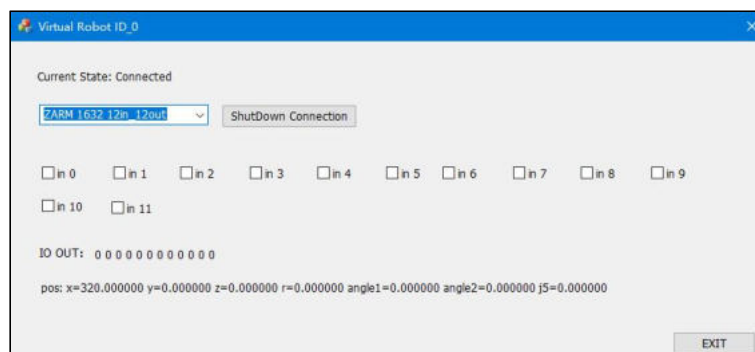 Virtual Robot ID_0
Current State: Connected
ZARM 1632 12in_12out ShutDown Connection
in 0 in 1 in 2 in 3 in 4 in 5 in 6 in 7 in 8 in 9
in 10 in 11
IO OUT: 0 0 0 0 0 0 0 0 0 0 0 0
pos: x=320.000000 y=0.000000 z=0.000000 r=0.000000 angle1=0.000000 angle2=0.000000 j5=0.000000
EXIT